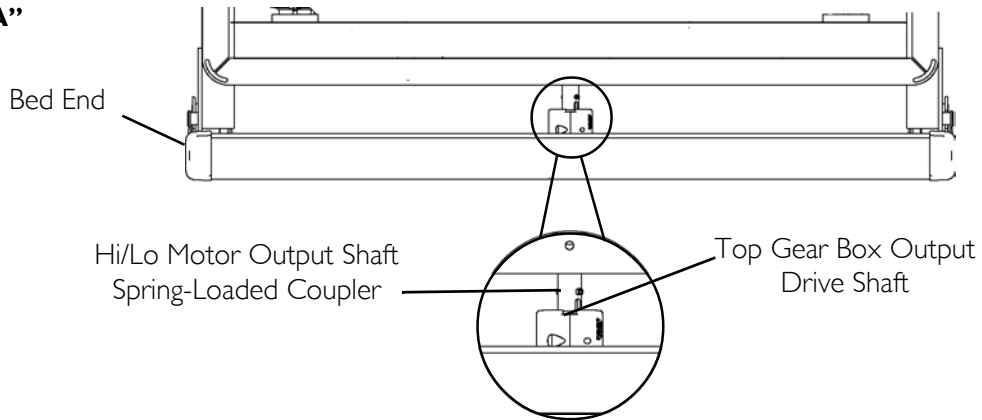 A”
Bed End
Hi/Lo Motor Output Shaft
Spring-Loaded Coupler
Top Gear Box Output
Drive Shaft